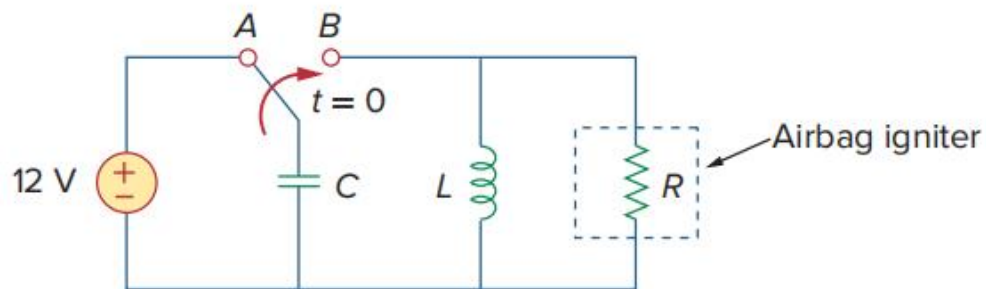 A B
t = 0
Airbag igniter
12 V + − C L R